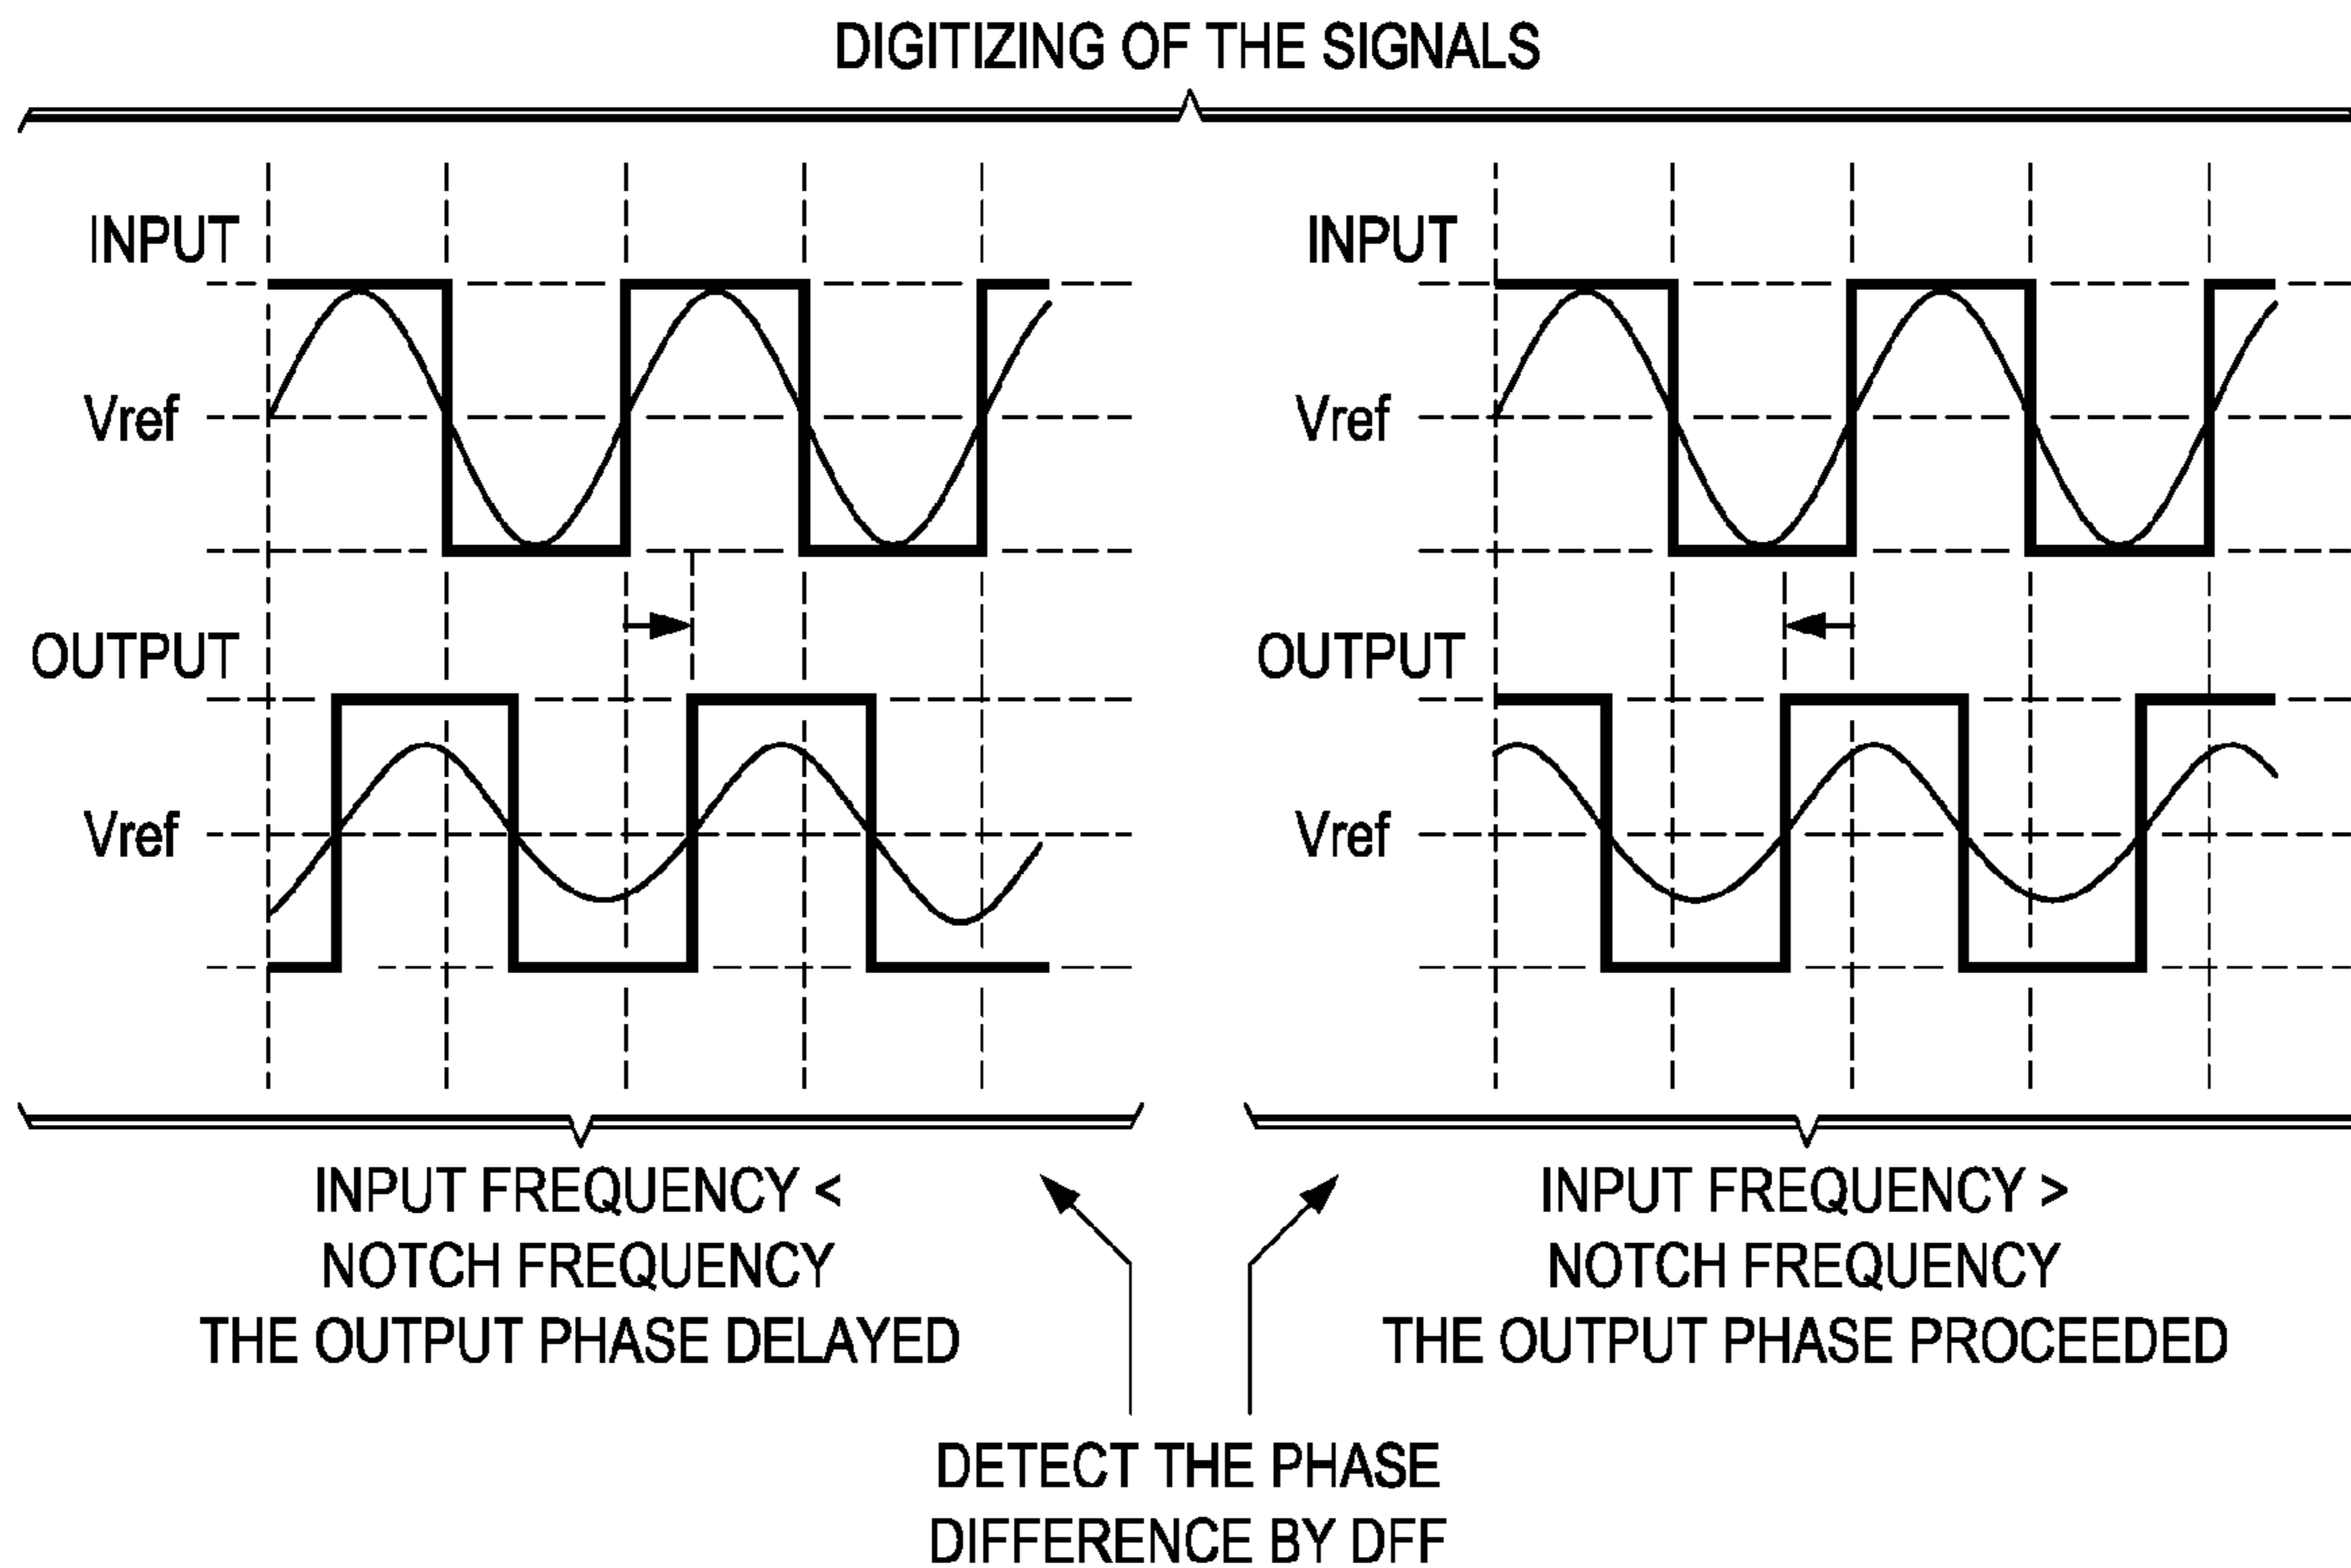 DIGITIZING OF THE SIGNALS
INPUT
Vref
OUTPUT
Vref
INPUT FREQUENCY <
NOTCH FREQUENCY
THE OUTPUT PHASE DELAYED
INPUT
Vref
OUTPUT
Vref
INPUT FREQUENCY >
NOTCH FREQUENCY
THE OUTPUT PHASE PROCEEDED
DETECT THE PHASE
DIFFERENCE BY DFF